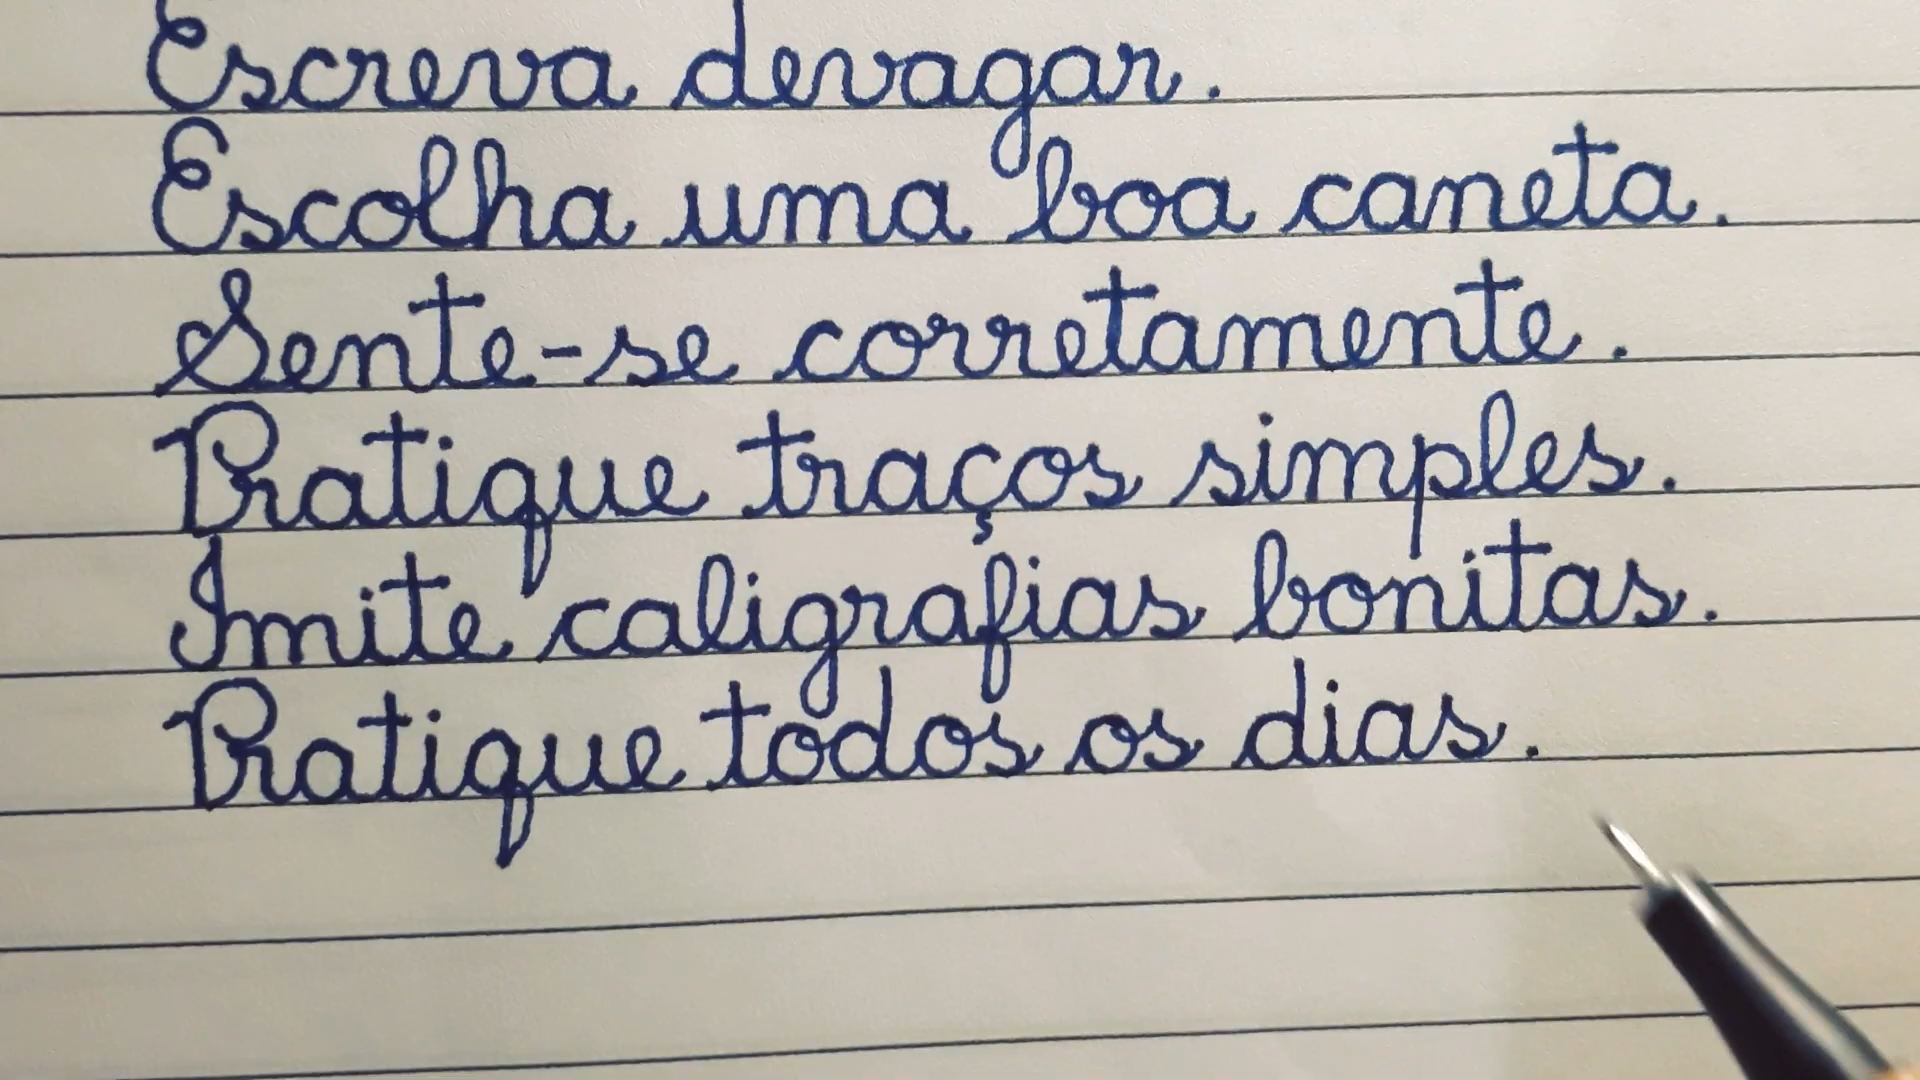 Escreva devagar.
Escolha uma boa caneta.
Sente-se corretamente.
Pratique traços simples.
Imite caligrafias bonitas.
Pratique todos os dias.